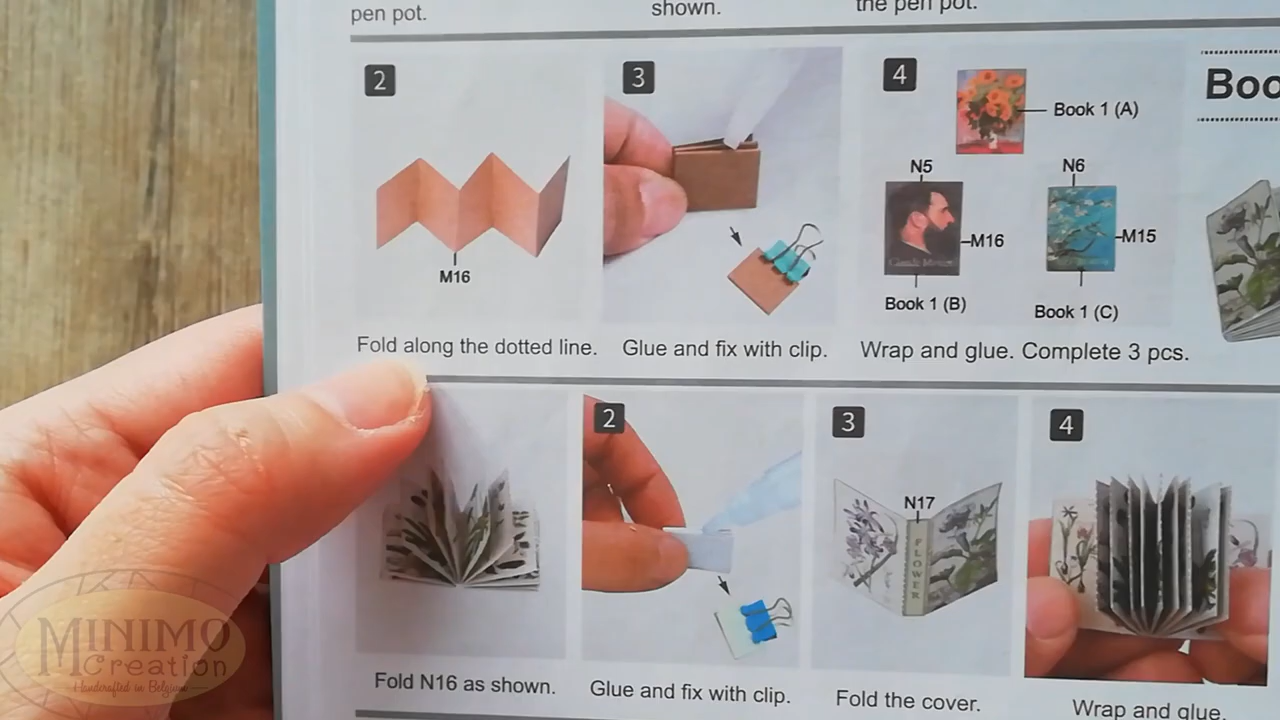 pen pot.
shown.
the pen pot.
2
3
4
Boo
Book 1 (A)
N5
N6
M16
M15
Book 1 (B)
Book 1 (C)
M16
Fold along the dotted line.
Glue and fix with clip.
Wrap and glue. Complete 3 pcs.
2
3
4
N17
FLOWER
Fold N16 as shown.
Glue and fix with clip.
Fold the cover.
Wrap and glue.
MINIMO
Creation
Handcrafted in Belgium